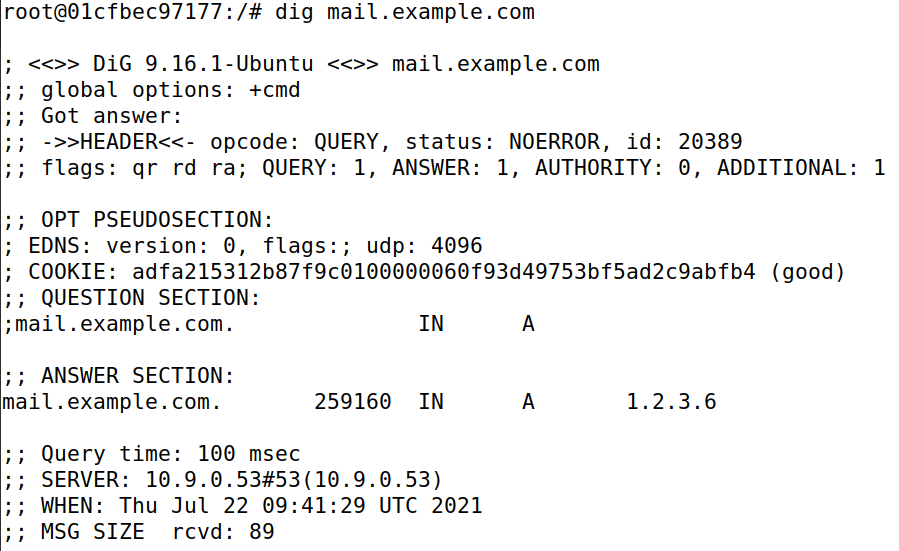 root@01cfbec97177:/# dig mail.example.com
; <<>> DiG 9.16.1-Ubuntu <<>> mail.example.com
;; global options: +cmd
;; Got answer:
;; ->>HEADER<<- opcode: QUERY, status: NOERROR, id: 20389
;; flags: qr rd ra; QUERY: 1, ANSWER: 1, AUTHORITY: 0, ADDITIONAL: 1
;; OPT PSEUDOSECTION:
; EDNS: version: 0, flags:; udp: 4096
; COOKIE: adfa215312b87f9c0100000060f93d49753bf5ad2c9abfb4 (good)
;; QUESTION SECTION:
;mail.example.com. IN A
;; ANSWER SECTION:
mail.example.com. 259160 IN A 1.2.3.6
;; Query time: 100 msec
;; SERVER: 10.9.0.53#53(10.9.0.53)
;; WHEN: Thu Jul 22 09:41:29 UTC 2021
;; MSG SIZE rcvd: 89